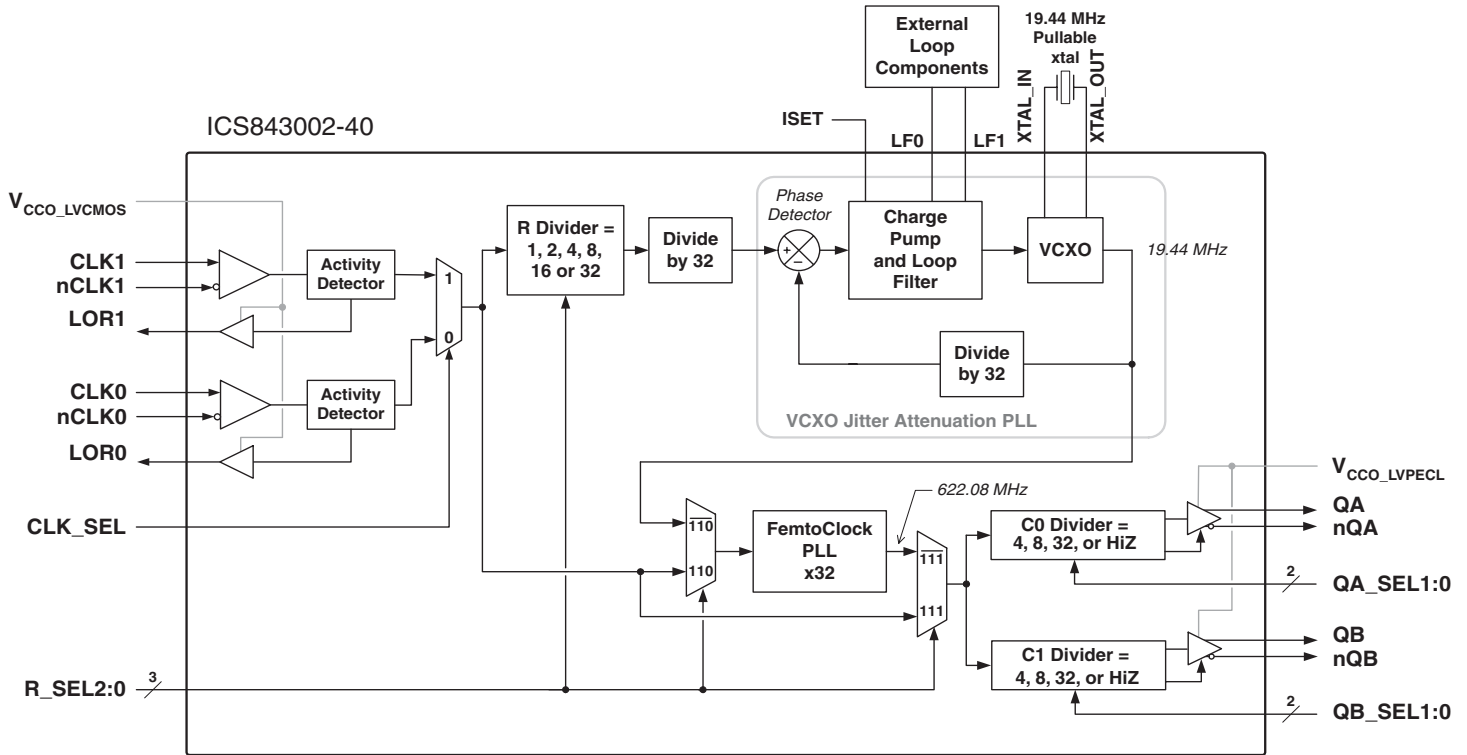 External
Loop
Components
19.44 MHz
Pullable
xtal
XTAL_IN
XTAL_OUT
ICS843002-40
ISET
LF0
LF1
VCCO_LVCMOS
CLK1
nCLK1
LOR1
CLK0
nCLK0
LOR0
CLK_SEL
R_SEL2:0
3
Activity
Detector
Activity
Detector
1
0
R Divider =
1, 2, 4, 8,
16 or 32
Divide
by 32
Phase
Detector
+
–
Charge
Pump
and Loop
Filter
VCXO
19.44 MHz
Divide
by 32
VCXO Jitter Attenuation PLL
110
110
FemtoClock
PLL
x32
622.08 MHz
111
111
C0 Divider =
4, 8, 32, or HiZ
C1 Divider =
4, 8, 32, or HiZ
VCCO_LVPECL
QA
nQA
2
QA_SEL1:0
QB
nQB
2
QB_SEL1:0